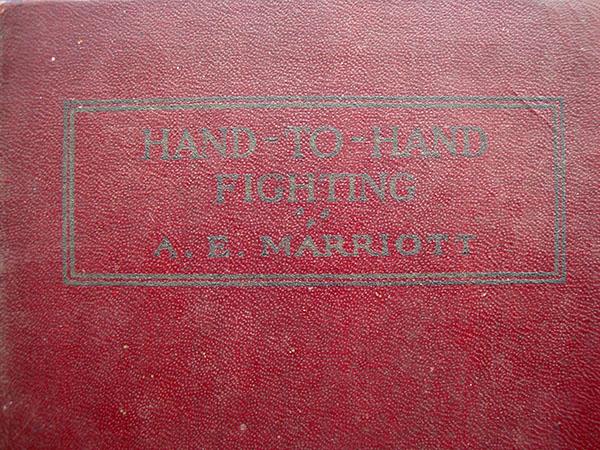 HAND-TO-HAND
FIGHTING
A. E. MARRIOTT